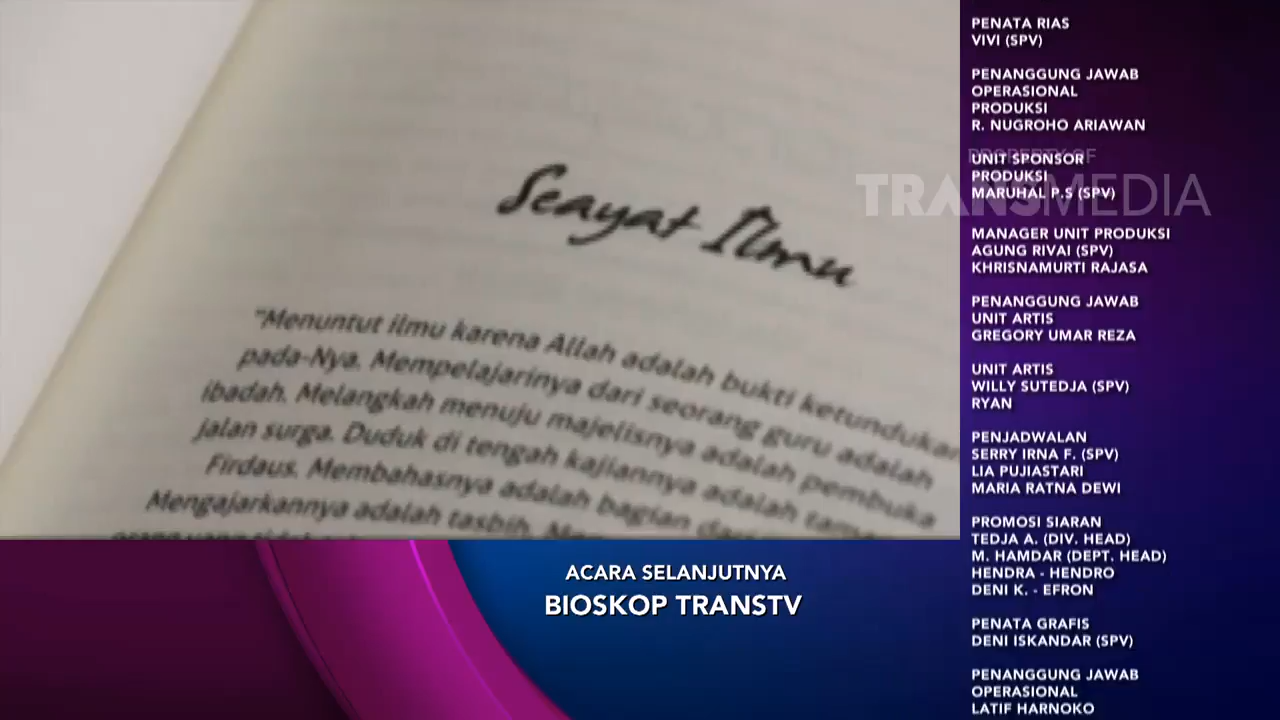 Seayat Ilmu
"Menuntut ilmu karena Allah adalah bukti ketundukan
pada-Nya. Mempelajarinya dari seorang guru adalah
ibadah. Melangkah menuju majelisnya adalah pembuka
jalan surga. Duduk di tengah kajiannya adalah
Firdaus. Membahasnya adalah bagian
Mengajarkannya adalah tasbih.
ACARA SELANJUTNYA
BIOSKOP TRANSTV
PENATA RIAS
VIVI (SPV)
PENANGGUNG JAWAB
OPERASIONAL
PRODUKSI
R. NUGROHO ARIAWAN
PROPERTY OF
TRANSMEDIA
UNIT SPONSOR
PRODUKSI
MARUHAL P.S (SPV)
MANAGER UNIT PRODUKSI
AGUNG RIVAI (SPV)
KHRISNAMURTI RAJASA
PENANGGUNG JAWAB
UNIT ARTIS
GREGORY UMAR REZA
UNIT ARTIS
WILLY SUTEDJA (SPV)
RYAN
PENJADWALAN
SERRY IRNA F. (SPV)
LIA PUJIASTARI
MARIA RATNA DEWI
PROMOSI SIARAN
TEDJA A. (DIV. HEAD)
M. HAMDAR (DEPT. HEAD)
HENDRA - HENDRO
DENI K. - EFRON
PENATA GRAFIS
DENI ISKANDAR (SPV)
PENANGGUNG JAWAB
OPERASIONAL
LATIF HARNOKO